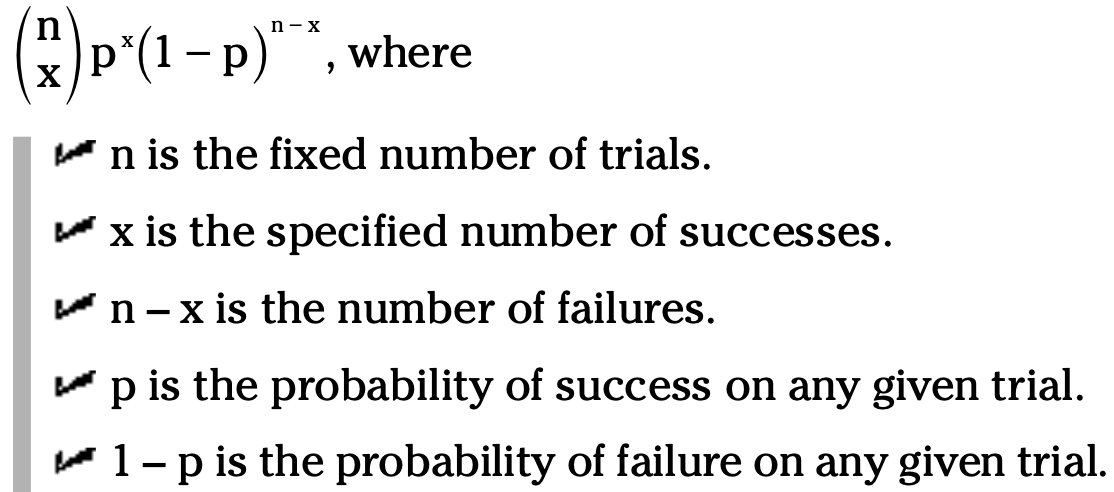 (n x) pˣ(1 – p)ⁿ⁻ˣ, where
n is the fixed number of trials.
x is the specified number of successes.
n – x is the number of failures.
p is the probability of success on any given trial.
1 – p is the probability of failure on any given trial.